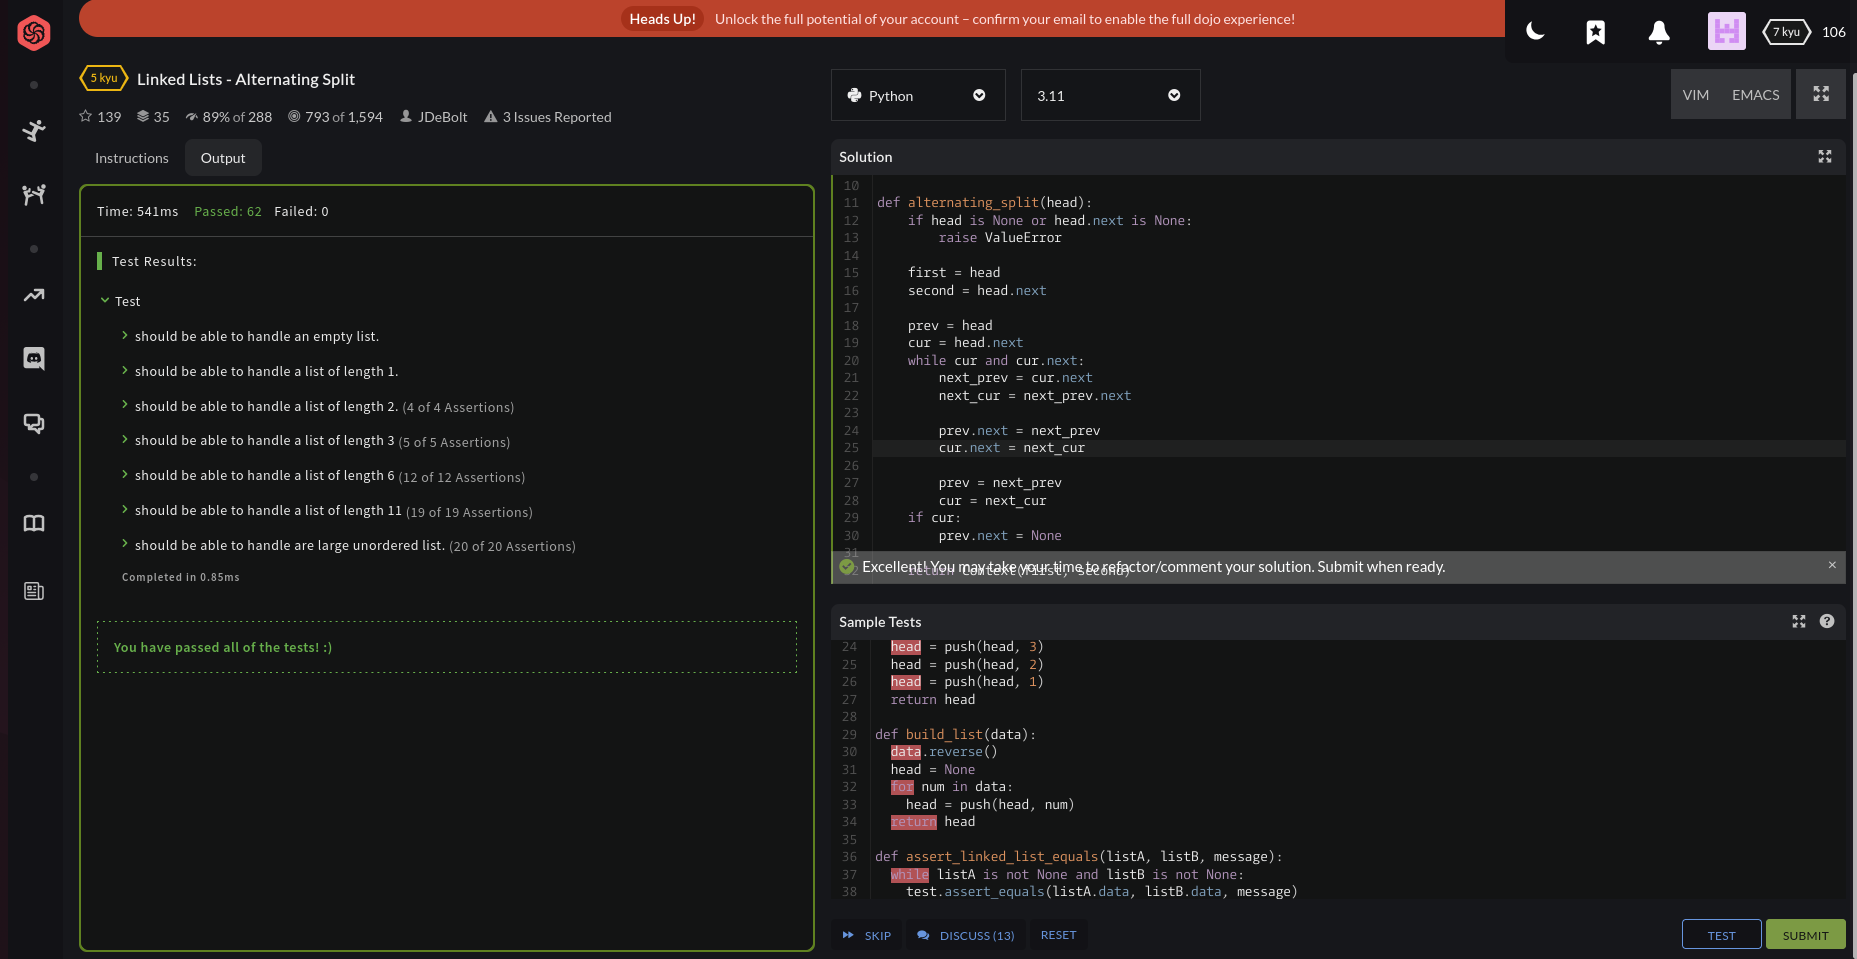 Heads Up! Unlock the full potential of your account – confirm your email to enable the full dojo experience!
7 kyu 106
5 kyu Linked Lists - Alternating Split
139 35 89% of 288 793 of 1,594 JDeBolt 3 Issues Reported
Instructions Output
Time: 541ms Passed: 62 Failed: 0
Test Results:
Test
should be able to handle an empty list.
should be able to handle a list of length 1.
should be able to handle a list of length 2. (4 of 4 Assertions)
should be able to handle a list of length 3 (5 of 5 Assertions)
should be able to handle a list of length 6 (12 of 12 Assertions)
should be able to handle a list of length 11 (19 of 19 Assertions)
should be able to handle are large unordered list. (20 of 20 Assertions)
Completed in 0.85ms
You have passed all of the tests! :)
Python 3.11 VIM EMACS
Solution
10
11 def alternating_split(head):
12     if head is None or head.next is None:
13         raise ValueError
14
15     first = head
16     second = head.next
17
18     prev = head
19     cur = head.next
20     while cur and cur.next:
21         next_prev = cur.next
22         next_cur = next_prev.next
23
24         prev.next = next_prev
25         cur.next = next_cur
26
27         prev = next_prev
28         cur = next_cur
29     if cur:
30         prev.next = None
31
32     return Context(first, second)
Excellent! You may take your time to refactor/comment your solution. Submit when ready.
Sample Tests
24   head = push(head, 3)
25   head = push(head, 2)
26   head = push(head, 1)
27   return head
28
29 def build_list(data):
30   data.reverse()
31   head = None
32   for num in data:
33     head = push(head, num)
34   return head
35
36 def assert_linked_list_equals(listA, listB, message):
37   while listA is not None and listB is not None:
38     test.assert_equals(listA.data, listB.data, message)
SKIP DISCUSS (13) RESET TEST SUBMIT